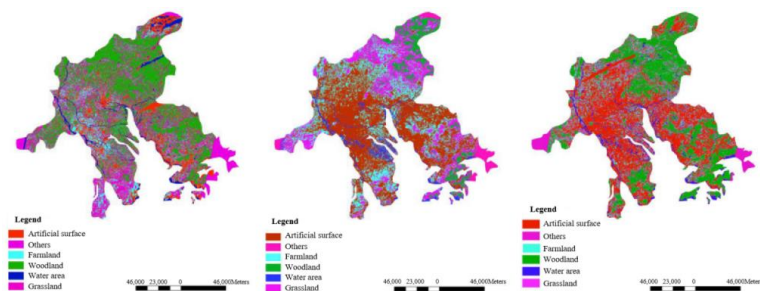 Legend
Artificial surface
Others
Farmland
Woodland
Water area
Grassland
46,000 23,000 0 46,000Meters
Legend
Artificial surface
Others
Farmland
Woodland
Water area
Grassland
46,000 23,000 0 46,000Meters
Legend
Artificial surface
Others
Farmland
Woodland
Water area
Grassland
46,000 23,000 0 46,000Meters